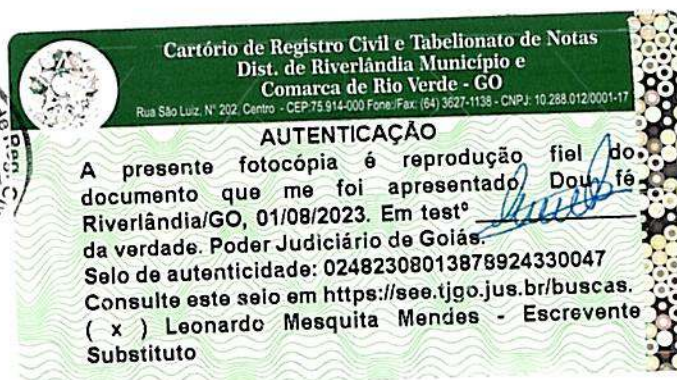 Cartório de Registro Civil e Tabelionato de Notas
Dist. de Riverlândia Município e
Comarca de Rio Verde - GO
Rua São Luiz, N° 202, Centro - CEP:75.914-000 Fone:/Fax: (64) 3627-1138 - CNPJ: 10.288.012/0001-17
AUTENTICAÇÃO
A presente fotocópia é reprodução fiel do
documento que me foi apresentado. Dou fé
Riverlândia/GO, 01/08/2023. Em testº
da verdade. Poder Judiciário de Goiás.
Selo de autenticidade: 02482308013878924330047
Consulte este selo em https://see.tjgo.jus.br/buscas.
( x ) Leonardo Mesquita Mendes - Escrevente
Substituto